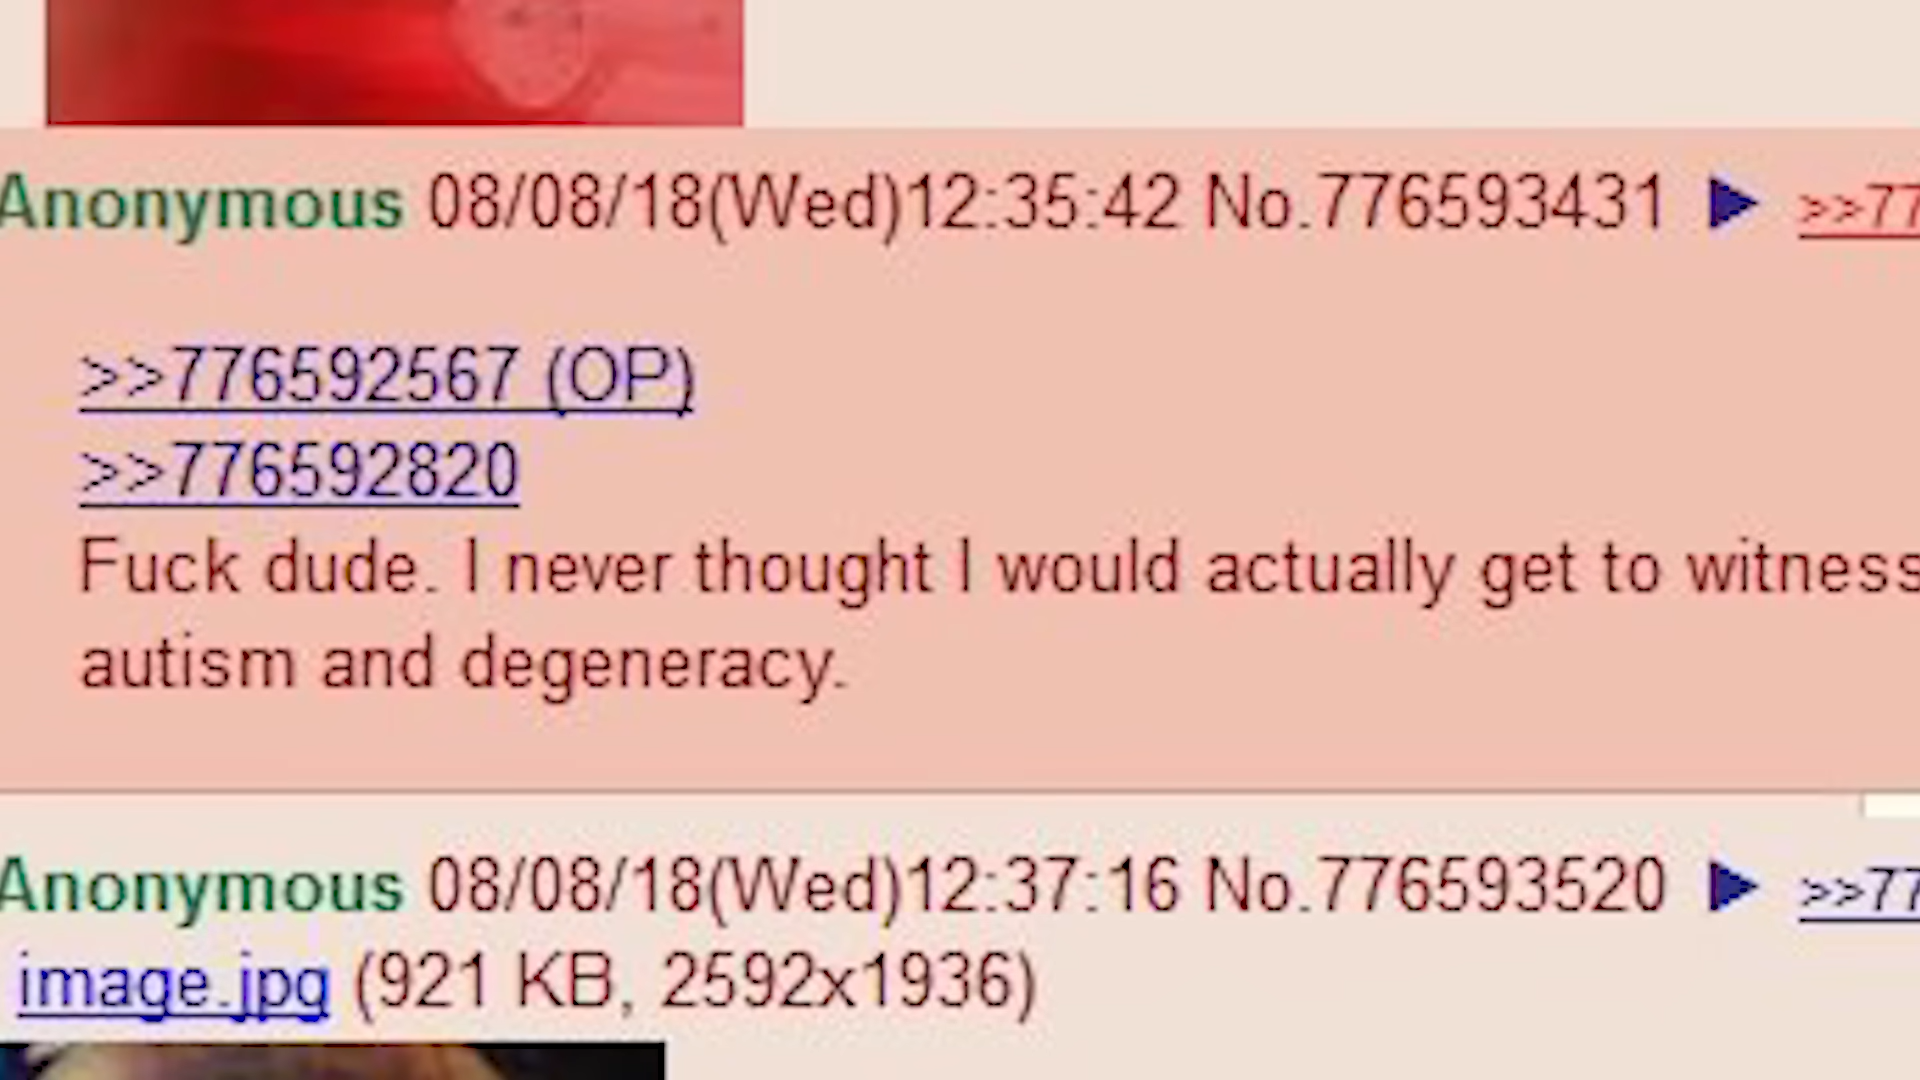 Anonymous 08/08/18(Wed)12:35:42 No.776593431 ▶ >>77
>>776592567 (OP)
>>776592820
Fuck dude. I never thought I would actually get to witness
autism and degeneracy.
Anonymous 08/08/18(Wed)12:37:16 No.776593520 ▶ >>77
image.jpg (921 KB, 2592x1936)